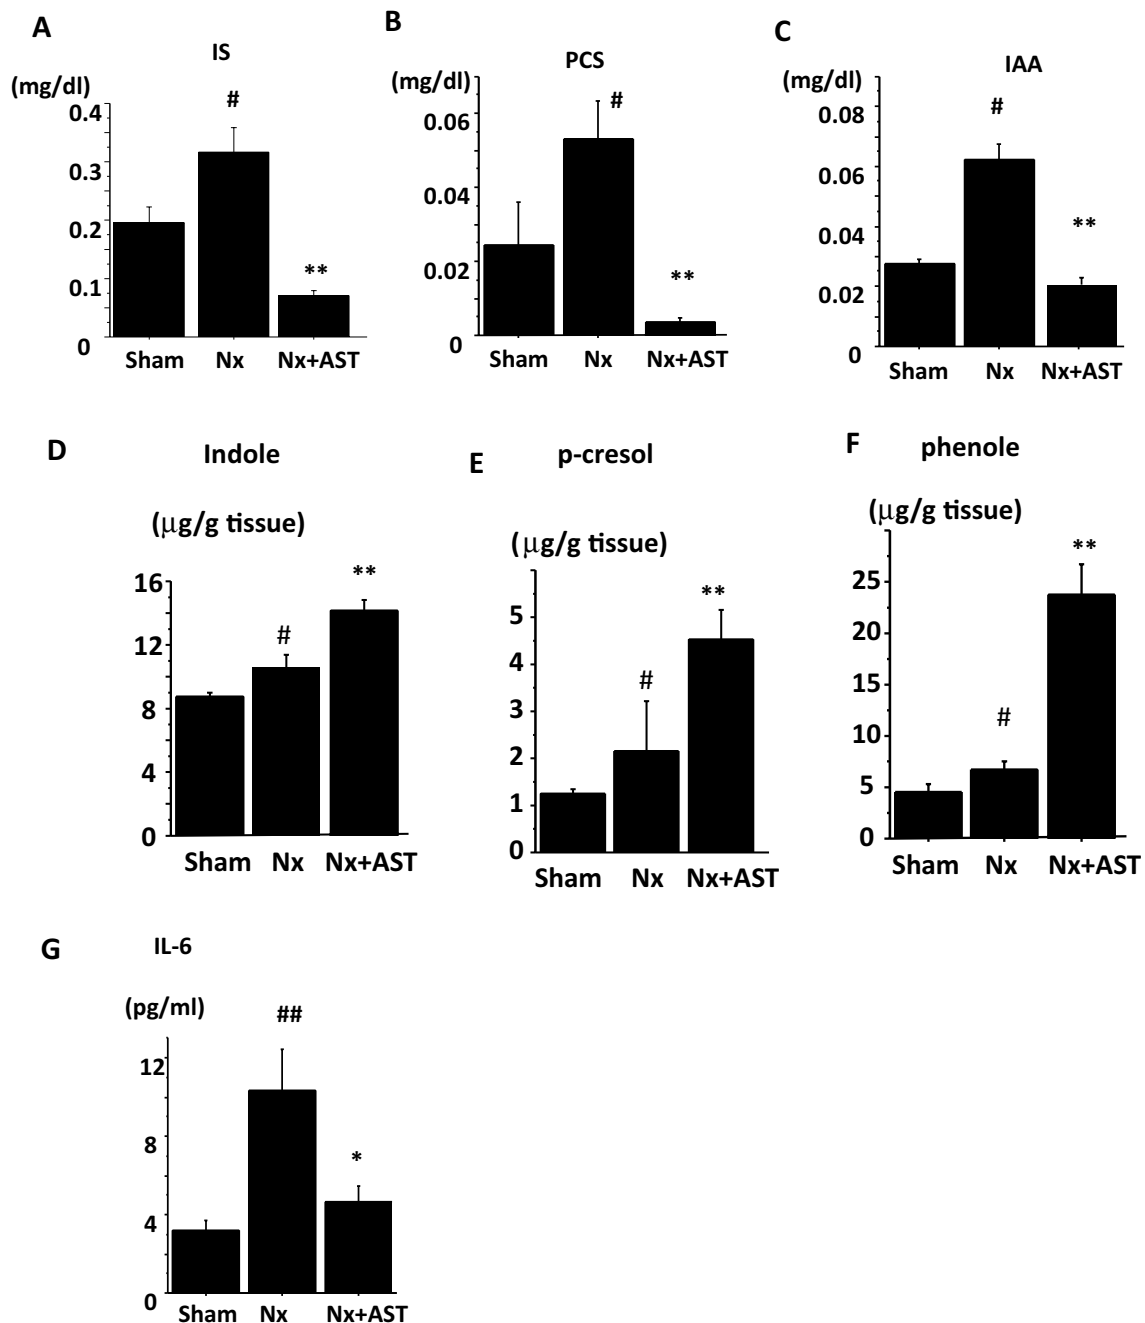 A
IS
(mg/dl)
0.4
0.3
0.2
0.1
0
#
**
Sham Nx Nx+AST
B
PCS
(mg/dl)
0.06
0.04
0.02
0
#
**
Sham Nx Nx+AST
C
IAA
(mg/dl)
0.08
0.06
0.04
0.02
0
#
**
Sham Nx Nx+AST
D
Indole
(μg/g tissue)
16
12
8
4
0
#
**
Sham Nx Nx+AST
E
p-cresol
(μg/g tissue)
5
4
3
2
1
0
#
**
Sham Nx Nx+AST
F
phenole
(μg/g tissue)
25
20
15
10
5
0
#
**
Sham Nx Nx+AST
G
IL-6
(pg/ml)
12
8
4
0
##
*
Sham Nx Nx+AST